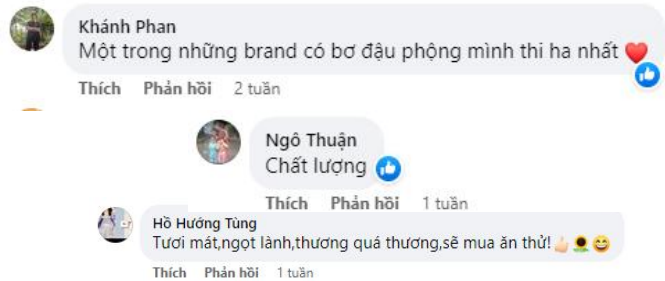 Khánh Phan
Một trong những brand có bơ đậu phộng mình thi ha nhất ❤️
Thích Phản hồi 2 tuần
Ngô Thuận
Chất lượng
Thích Phản hồi 1 tuần
Hồ Hướng Tùng
Tươi mát,ngọt lành,thương quá thương,sẽ mua ăn thử!👍🏻🌻😄
Thích Phản hồi 1 tuần